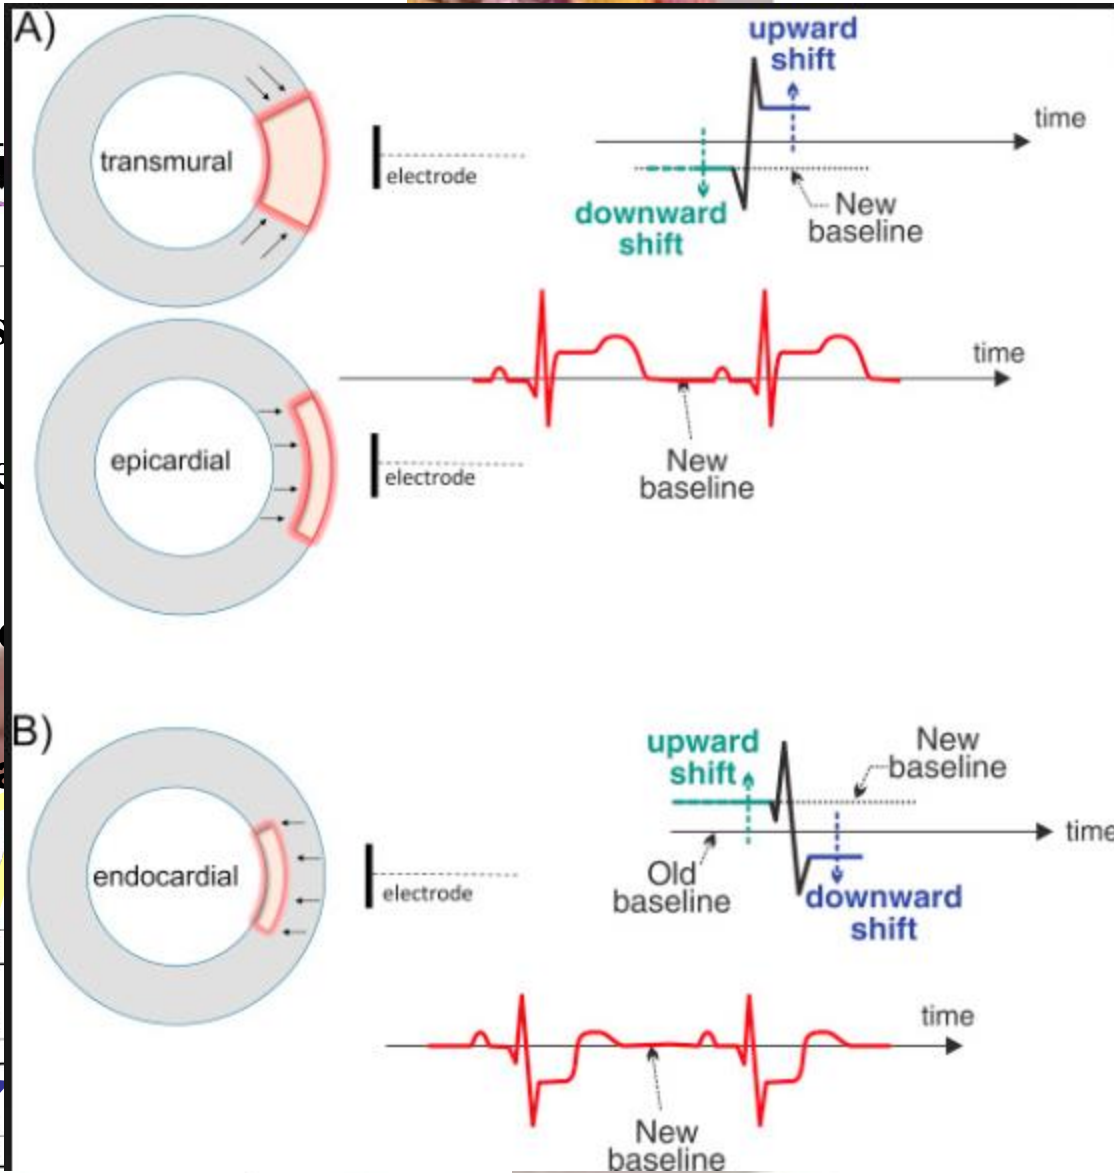 A)
transmural
electrode
upward
shift
time
downward
shift
New
baseline
epicardial
electrode
time
New
baseline
B)
endocardial
electrode
upward
shift
New
baseline
time
Old
baseline
downward
shift
time
New
baseline